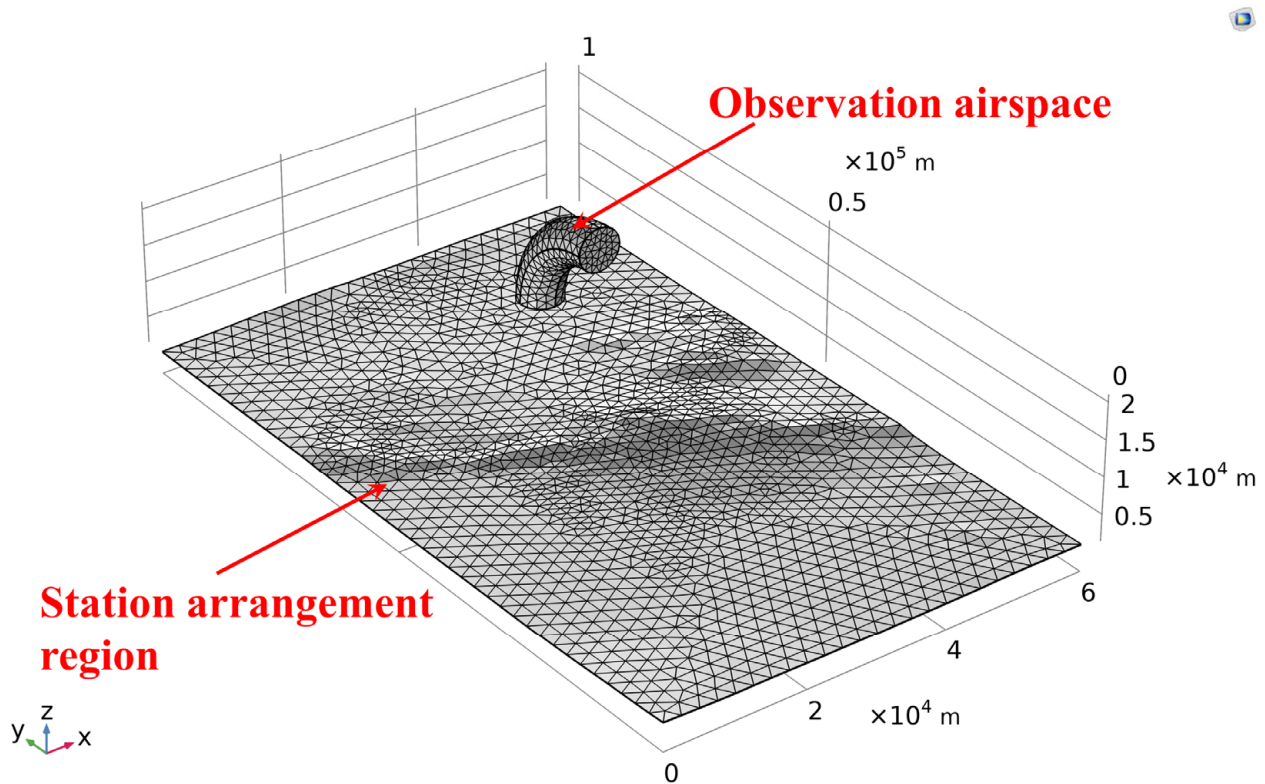 1
Observation airspace
×10⁵ m
0.5
0
2
1.5
1
×10⁴ m
0.5
Station arrangement
region
6
4
2
×10⁴ m
0
z
y
x